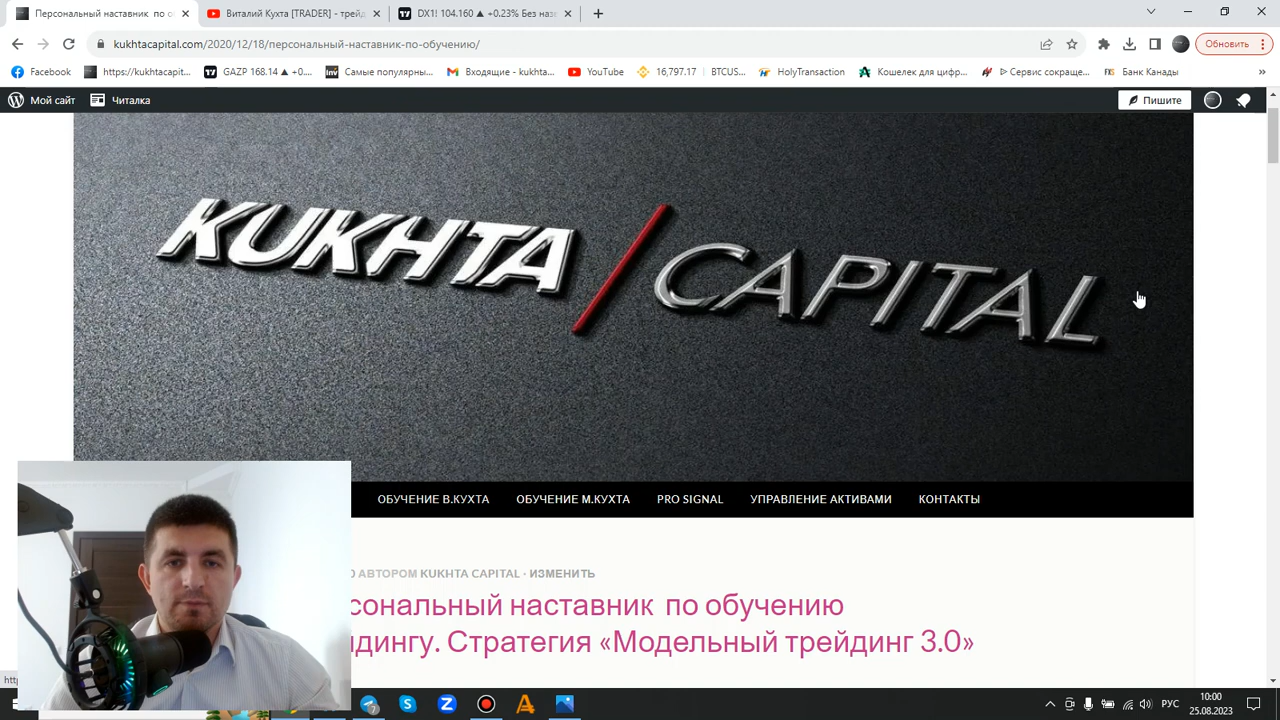 Персональный наставник по о
Виталий Кухта [TRADER] - трейд
DX1! 104.160 ▲ +0.23% Без наз
kukhtacapital.com/2020/12/18/персональный-наставник-по-обучению/
Обновить
Facebook
https://kukhtacapit...
GAZP 168.14 ▲ +0....
Самые популярны...
Входящие - kukhta...
YouTube
16,797.17
BTCUS...
HolyTransaction
Кошелек для цифр...
▷ Сервис сокраще...
Банк Канады
Мой сайт
Читалка
Пишите
KUKHTA / CAPITAL
ОБУЧЕНИЕ В.КУХТА
ОБУЧЕНИЕ М.КУХТА
PRO SIGNAL
УПРАВЛЕНИЕ АКТИВАМИ
КОНТАКТЫ
0 АВТОРОМ KUKHTA CAPITAL · ИЗМЕНИТЬ
сональный наставник по обучению
йдингу. Стратегия «Модельный трейдинг 3.0»
РУС
10:00
25.08.2023